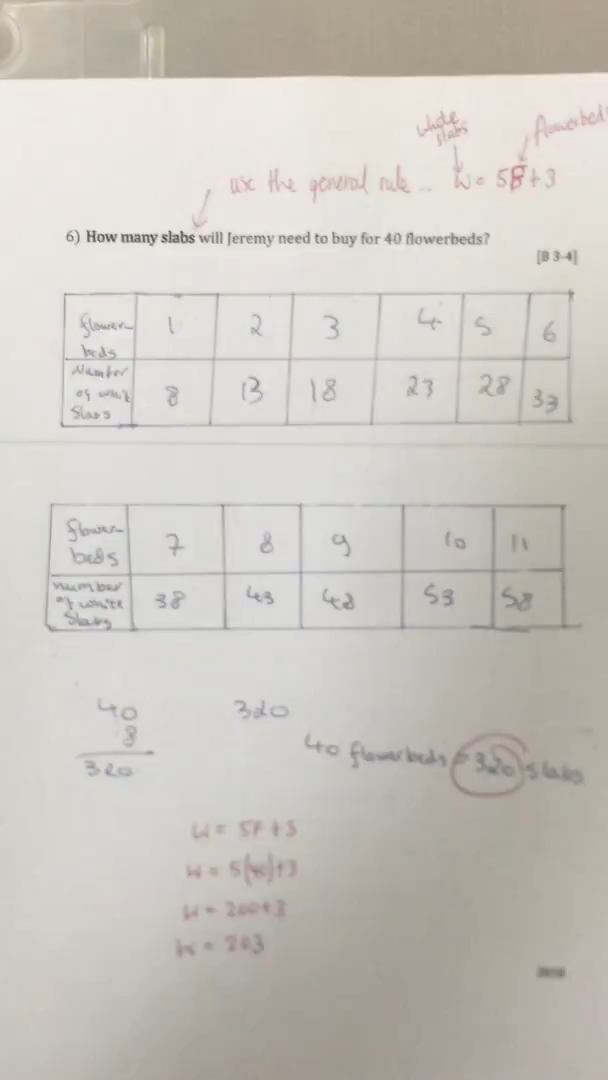 white flowerbeds
slabs
use the general rule... W = 5F+3
6) How many slabs will Jeremy need to buy for 40 flowerbeds?
[B 3-4]
flower-beds 1 2 3 4 5 6
Number of white Slabs 8 13 18 23 28 33
flower-beds 7 8 9 10 11
number of white Slabs 38 43 48 53 58
40 320
8
320
40 flowerbeds = 320 slabs
W = 5F+3
W = 5(40)+3
W = 200+3
W = 203